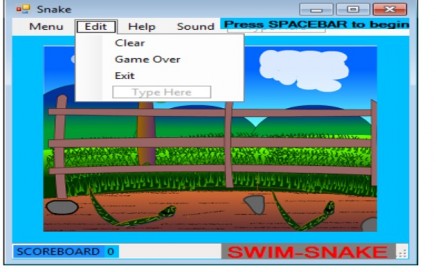 Snake
Menu Edit Help Sound Press SPACEBAR to begin
Clear
Game Over
Exit
Type Here
SCOREBOARD 0 SWIM-SNAKE